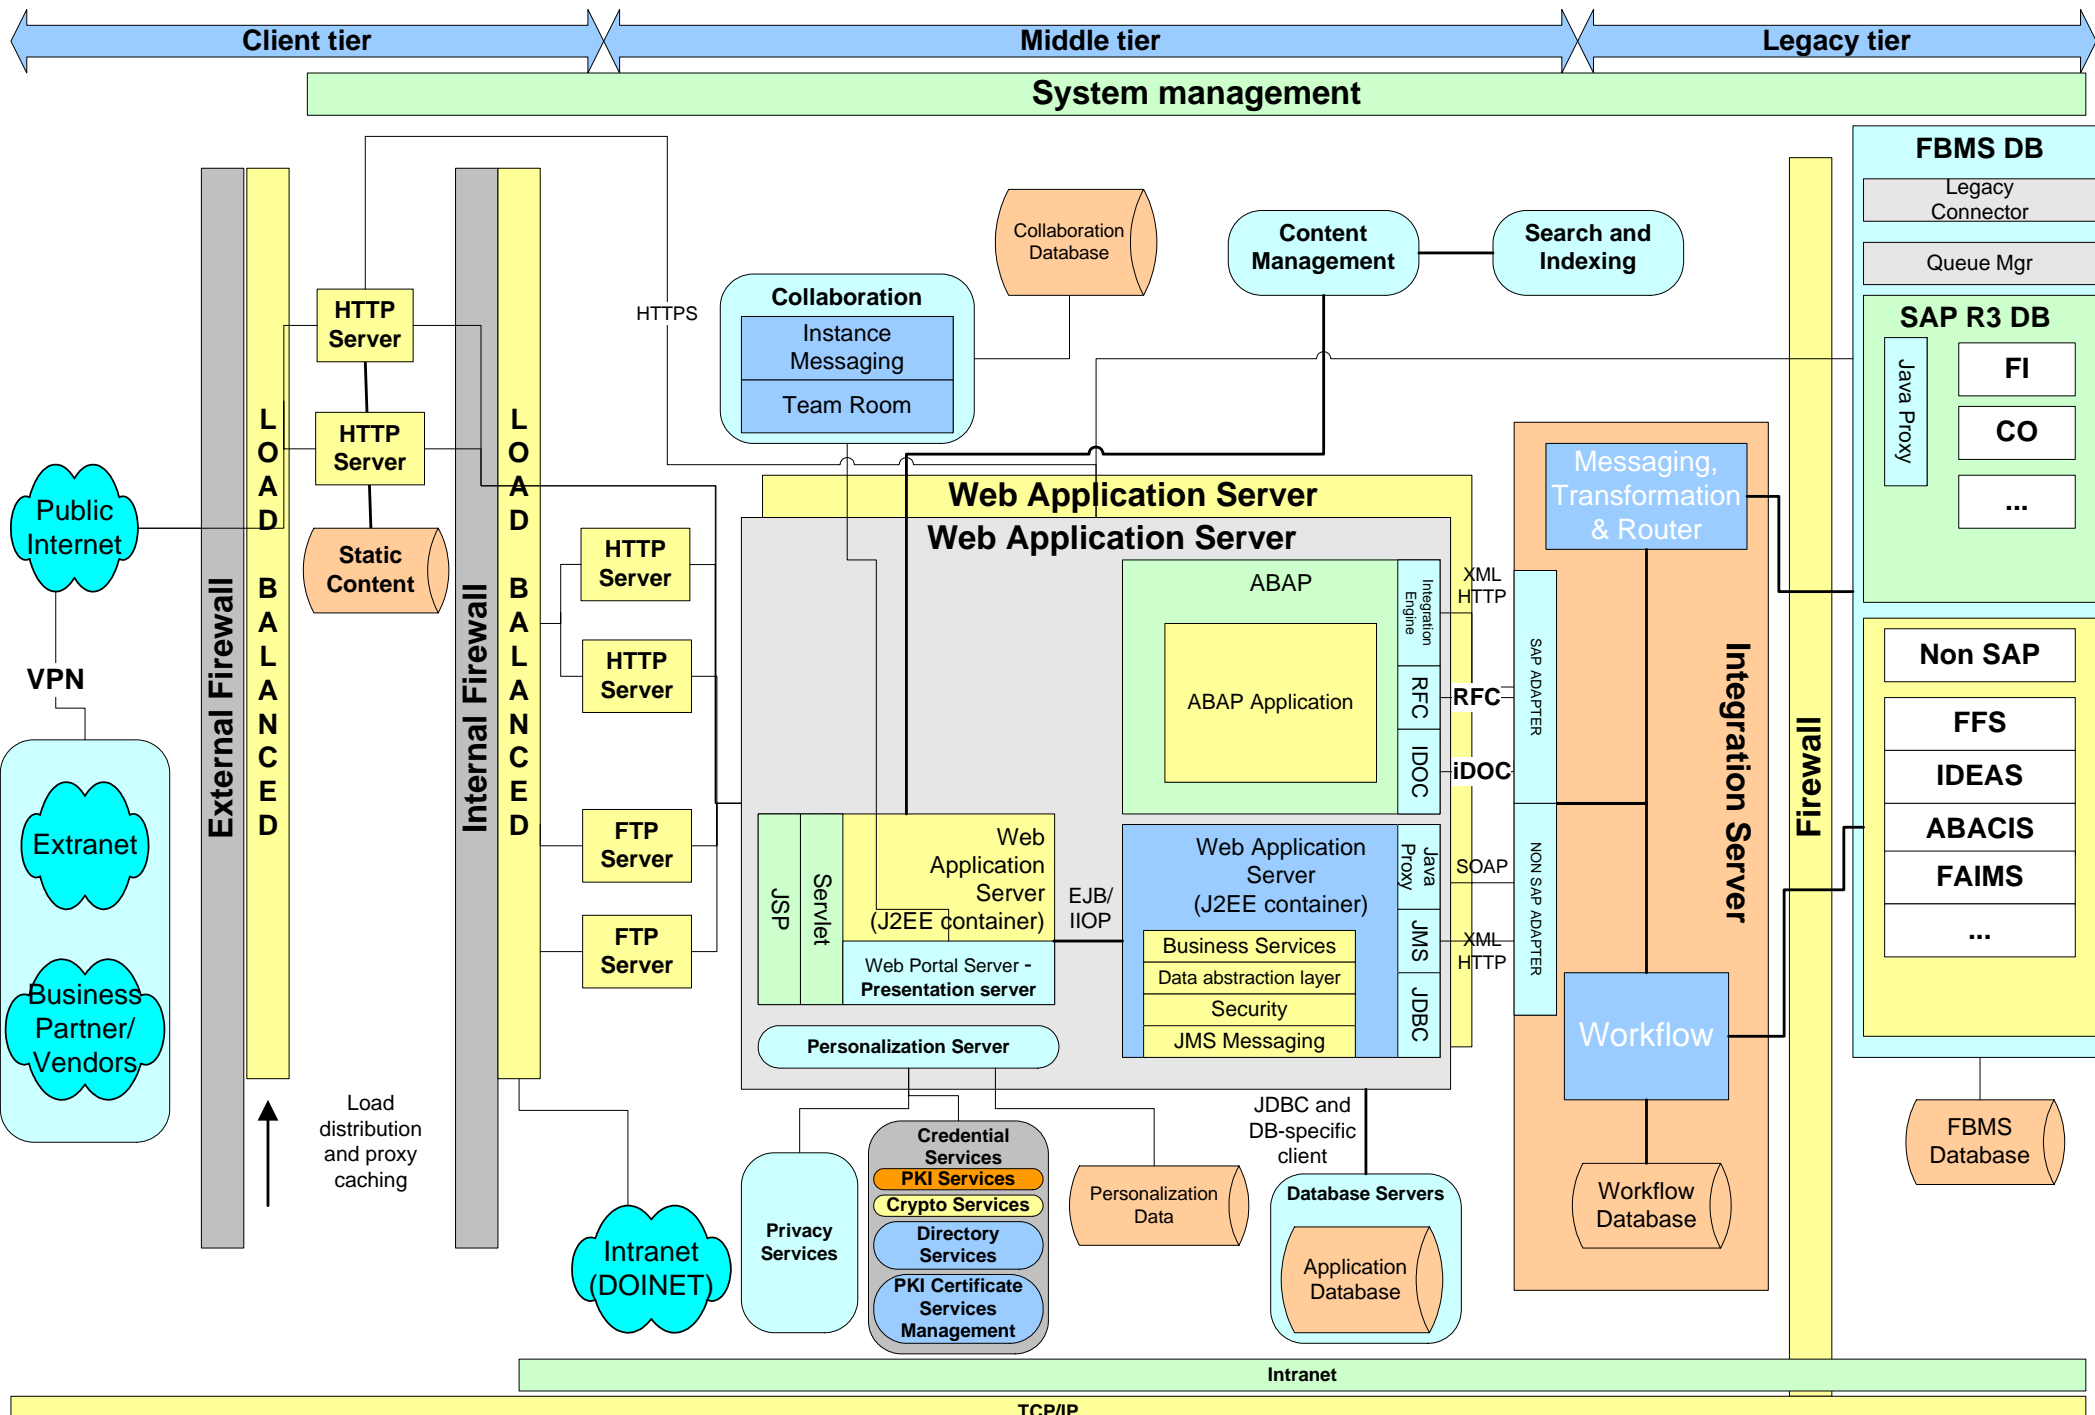 Client tier
Middle tier
Legacy tier
System management
FBMS DB
Legacy
Connector
Queue Mgr
SAP R3 DB
Java Proxy
FI
CO
...
Non SAP
FFS
IDEAS
ABACIS
FAIMS
...
FBMS
Database
Public
Internet
VPN
Extranet
Business
Partner/
Vendors
External Firewall
LOAD BALANCED
Load
distribution
and proxy
caching
HTTP
Server
HTTP
Server
Static
Content
Internal Firewall
LOAD BALANCED
HTTP
Server
HTTP
Server
FTP
Server
FTP
Server
Intranet
(DOINET)
HTTPS
Collaboration
Instance
Messaging
Team Room
Collaboration
Database
Content
Management
Search and
Indexing
Web Application Server
Web Application Server
ABAP
ABAP Application
Integration
Engine
RFC
IDOC
XML
HTTP
RFC
iDOC
JSP
Servlet
Web
Application
Server
(J2EE container)
Web Portal Server -
Presentation server
EJB/
IIOP
Web Application
Server
(J2EE container)
Business Services
Data abstraction layer
Security
JMS Messaging
Java
Proxy
JMS
JDBC
SOAP
XML
HTTP
Personalization Server
Privacy
Services
Credential
Services
PKI Services
Crypto Services
Directory
Services
PKI Certificate
Services
Management
Personalization
Data
JDBC and
DB-specific
client
Database Servers
Application
Database
SAP ADAPTER
NON SAP ADAPTER
Messaging,
Transformation
& Router
Integration Server
Workflow
Workflow
Database
Firewall
Intranet
TCP/IP